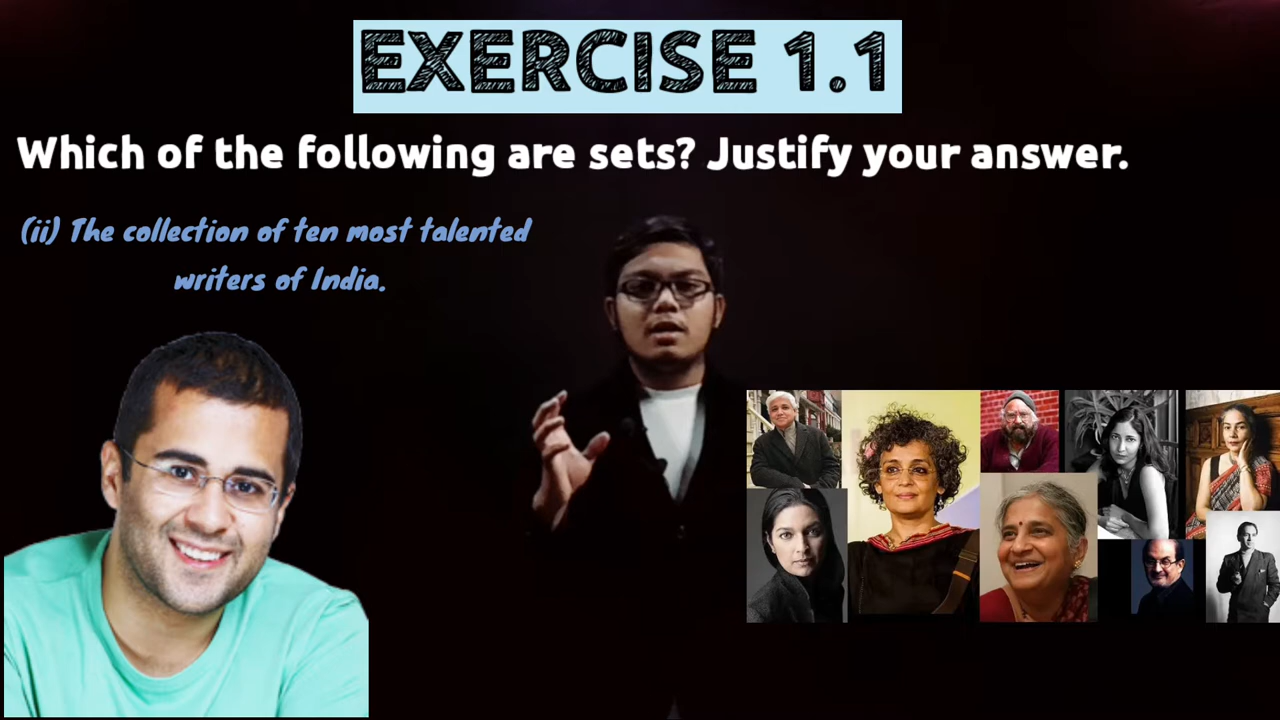 EXERCISE 1.1
Which of the following are sets? Justify your answer.
(ii) The collection of ten most talented
writers of India.